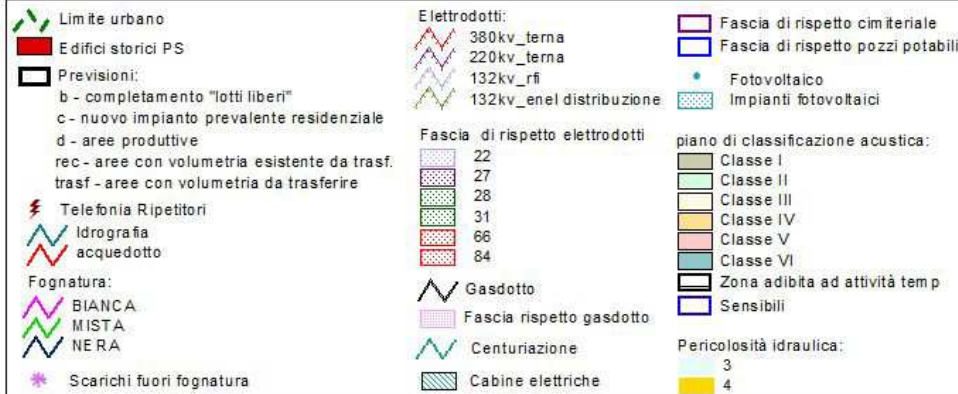 Limite urbano
Edifici storici PS
Previsioni:
b - completamento "lotti liberi"
c - nuovo impianto prevalente residenziale
d - aree produttive
rec - aree con volumetria esistente da trasf.
trasf - aree con volumetria da trasferire
Telefonia Ripetitori
Idrografia
acquedotto
Fognatura:
BIANCA
MISTA
NERA
Scarichi fuori fognatura
Elettrodotti:
380kv_terna
220kv_terna
132kv_rfi
132kv_enel distribuzione
Fascia di rispetto elettrodotti
22
27
28
31
66
84
Gasdotto
Fascia rispetto gasdotto
Centuriazione
Cabine elettriche
Fascia di rispetto cimiteriale
Fascia di rispetto pozzi potabili
Fotovoltaico
Impianti fotovoltaici
piano di classificazione acustica:
Classe I
Classe II
Classe III
Classe IV
Classe V
Classe VI
Zona adibita ad attività temp
Sensibili
Pericolosità idraulica:
3
4